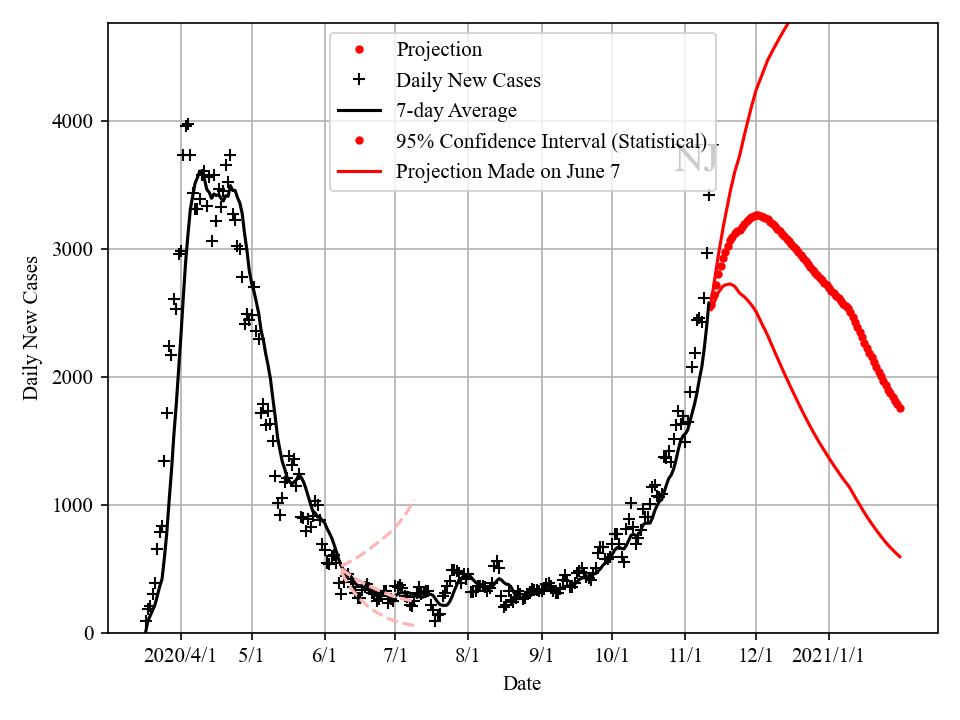 Projection
Daily New Cases
7-day Average
95% Confidence Interval (Statistical)
Projection Made on June 7
NJ
4000
3000
2000
1000
0
Daily New Cases
2020/4/1 5/1 6/1 7/1 8/1 9/1 10/1 11/1 12/1 2021/1/1
Date